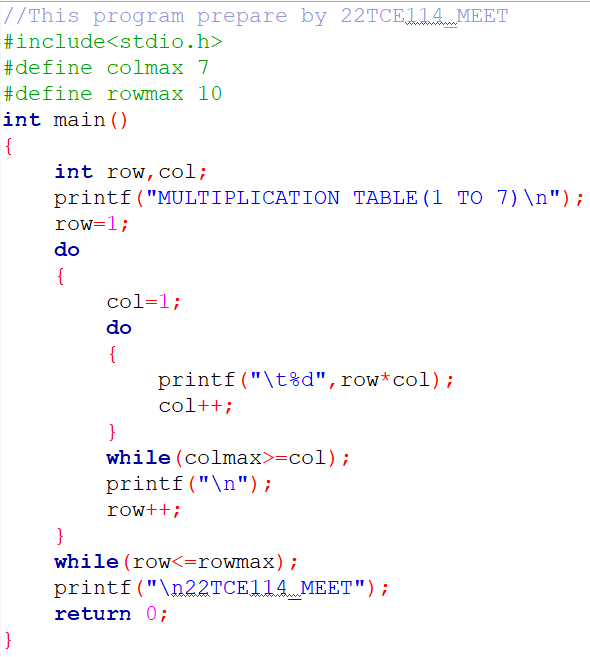 //This program prepare by 22TCE114_MEET
#include<stdio.h>
#define colmax 7
#define rowmax 10
int main()
{
    int row,col;
    printf("MULTIPLICATION TABLE(1 TO 7)\n");
    row=1;
    do
    {
        col=1;
        do
        {
            printf("\t%d",row*col);
            col++;
        }
        while(colmax>=col);
        printf("\n");
        row++;
    }
    while(row<=rowmax);
    printf("\n22TCE114_MEET");
    return 0;
}